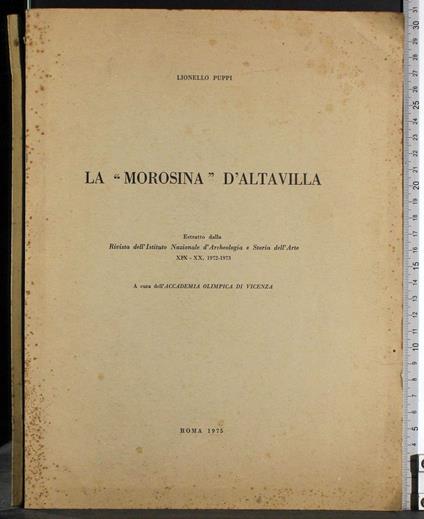 LIONELLO PUPPI
LA “MOROSINA” D'ALTAVILLA
Estratto dalla
Rivista dell'Istituto Nazionale d'Archeologia e Storia dell'Arte
XIX - XX, 1972-1973
A cura dell'ACCADEMIA OLIMPICA DI VICENZA
ROMA 1975